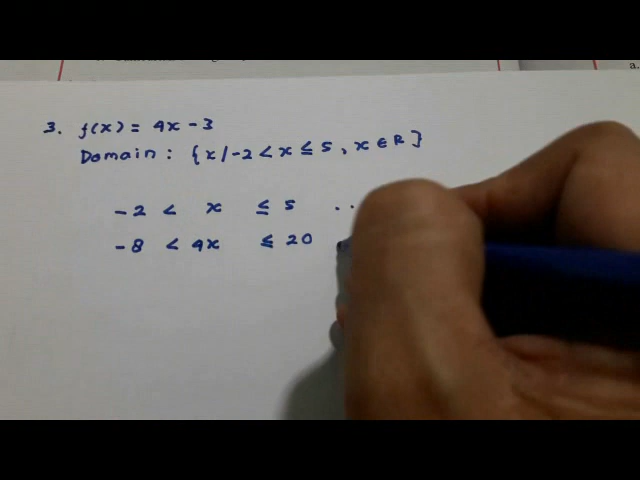 3. f(x) = 4x - 3
Domain : {x/-2 < x ≤ 5, x ∈ R}
-2 < x ≤ 5 ..
-8 < 4x ≤ 20
a.